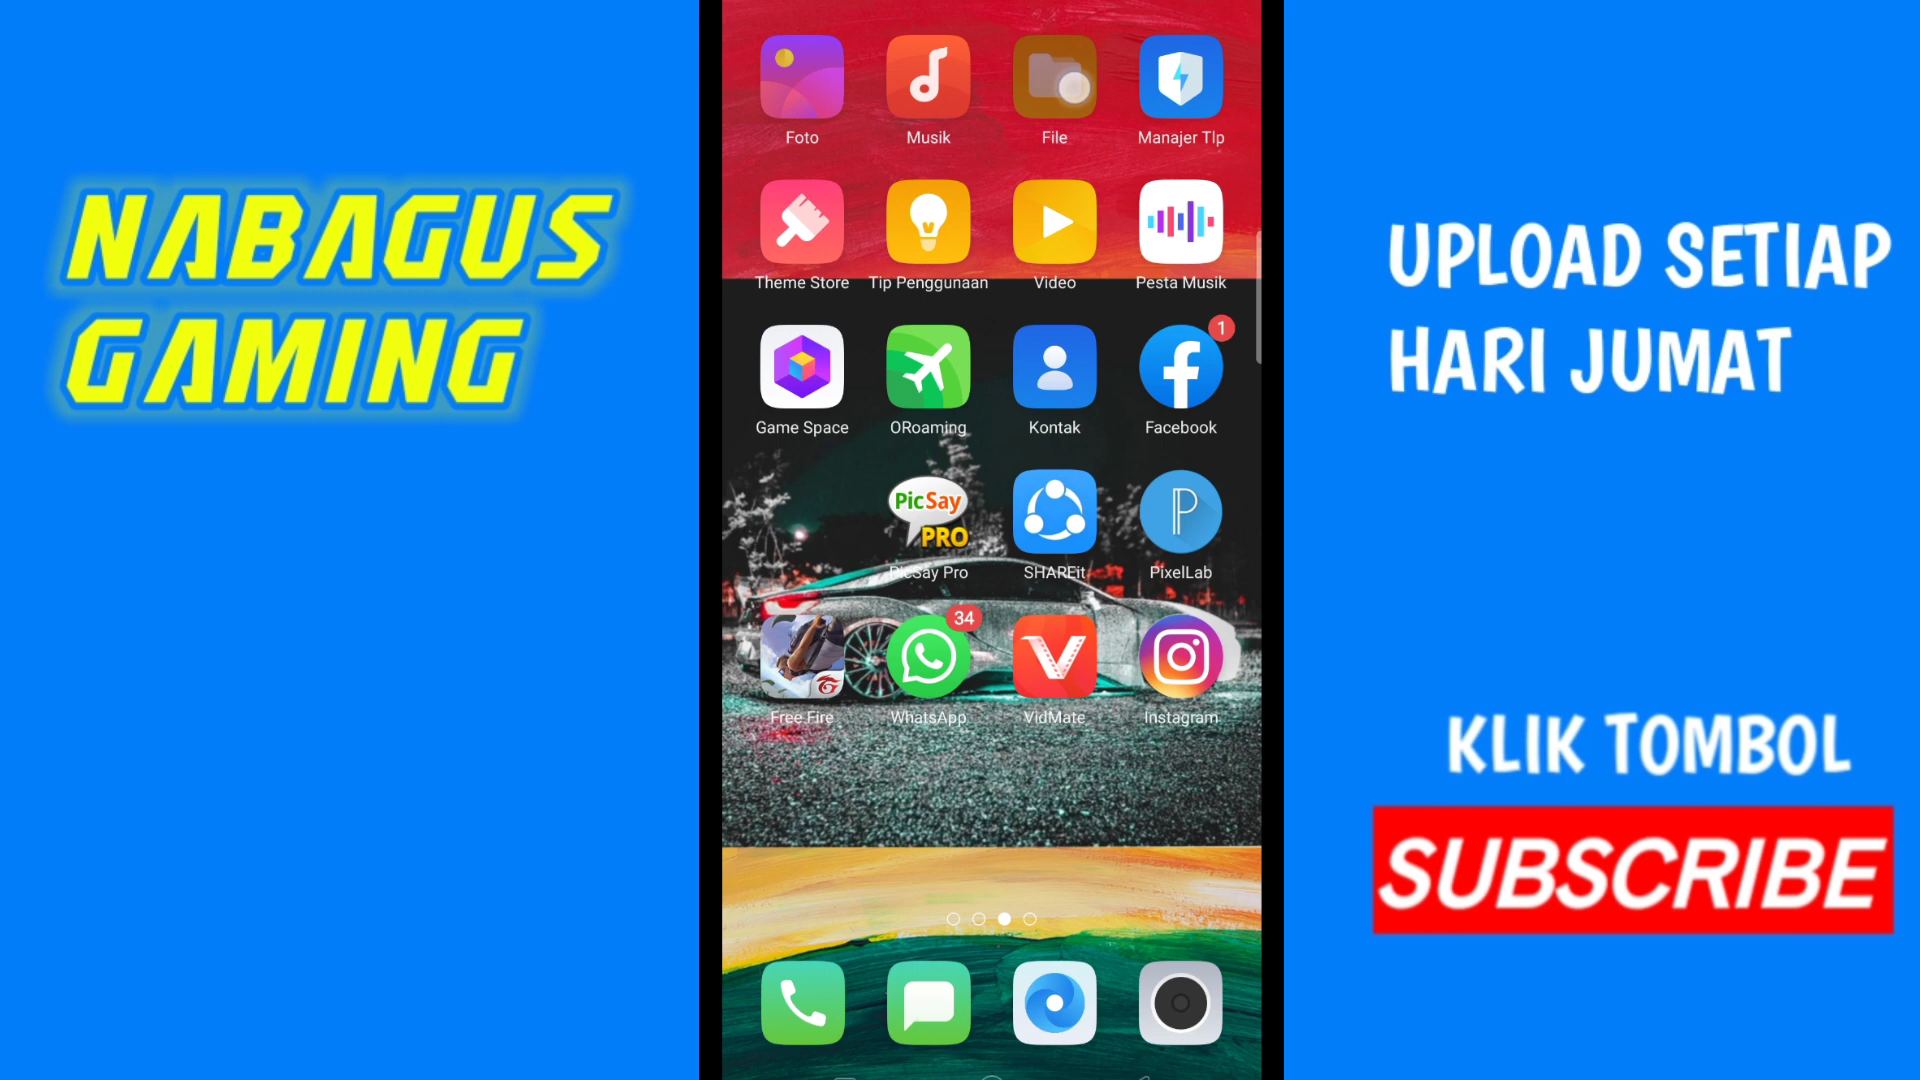 NABAGUS
GAMING
Foto
Musik
File
Manajer Tlp
Theme Store
Tip Penggunaan
Video
Pesta Musik
1
Game Space
ORoaming
Kontak
Facebook
PicSay
PRO
P
PicSay Pro
SHAREit
PixelLab
34
Free Fire
WhatsApp
VidMate
Instagram
UPLOAD SETIAP
HARI JUMAT
KLIK TOMBOL
SUBSCRIBE